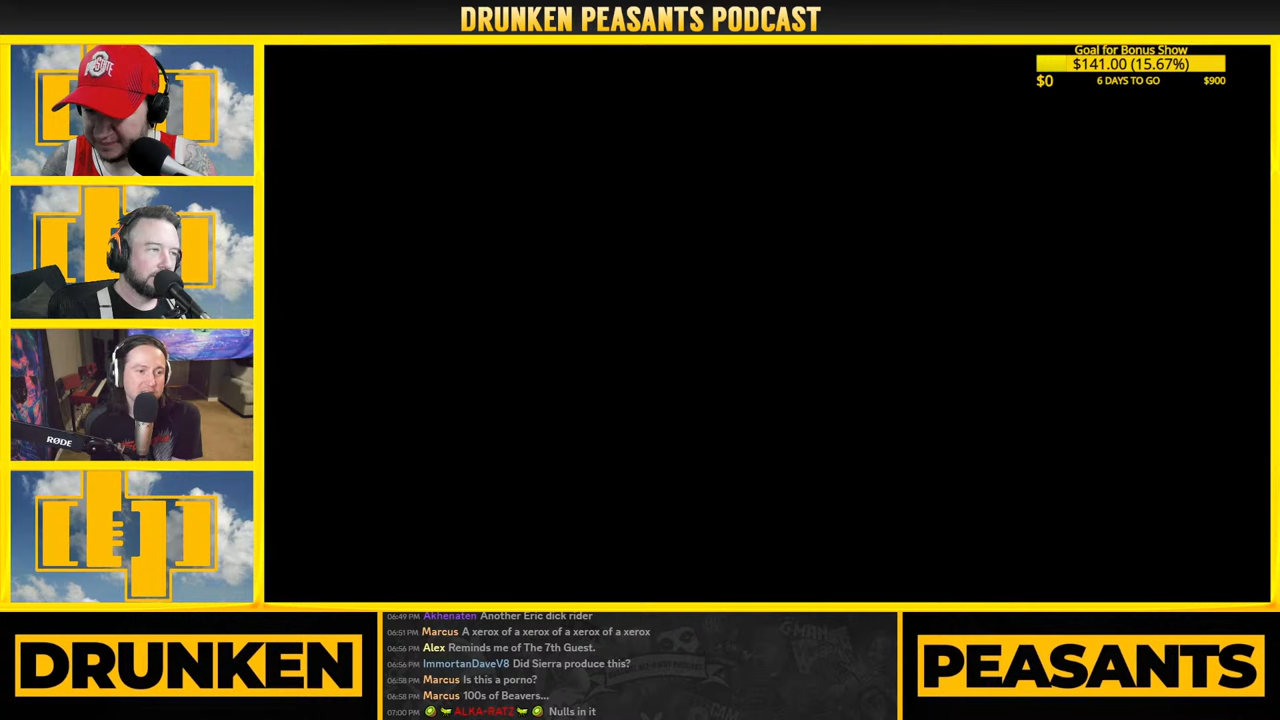 DRUNKEN PEASANTS PODCAST
Goal for Bonus Show
$141.00 (15.67%)
$0 6 DAYS TO GO $900
STATE
RØDE
06:49 PM Akhenaten Another Eric dick rider
06:51 PM Marcus A xerox of a xerox of a xerox of a xerox
06:56 PM Alex Reminds me of The 7th Guest.
06:56 PM ImmortanDaveV8 Did Sierra produce this?
06:58 PM Marcus Is this a porno?
06:58 PM Marcus 100s of Beavers...
07:00 PM ALKA-RATZ Nulls in it
DRUNKEN
PEASANTS